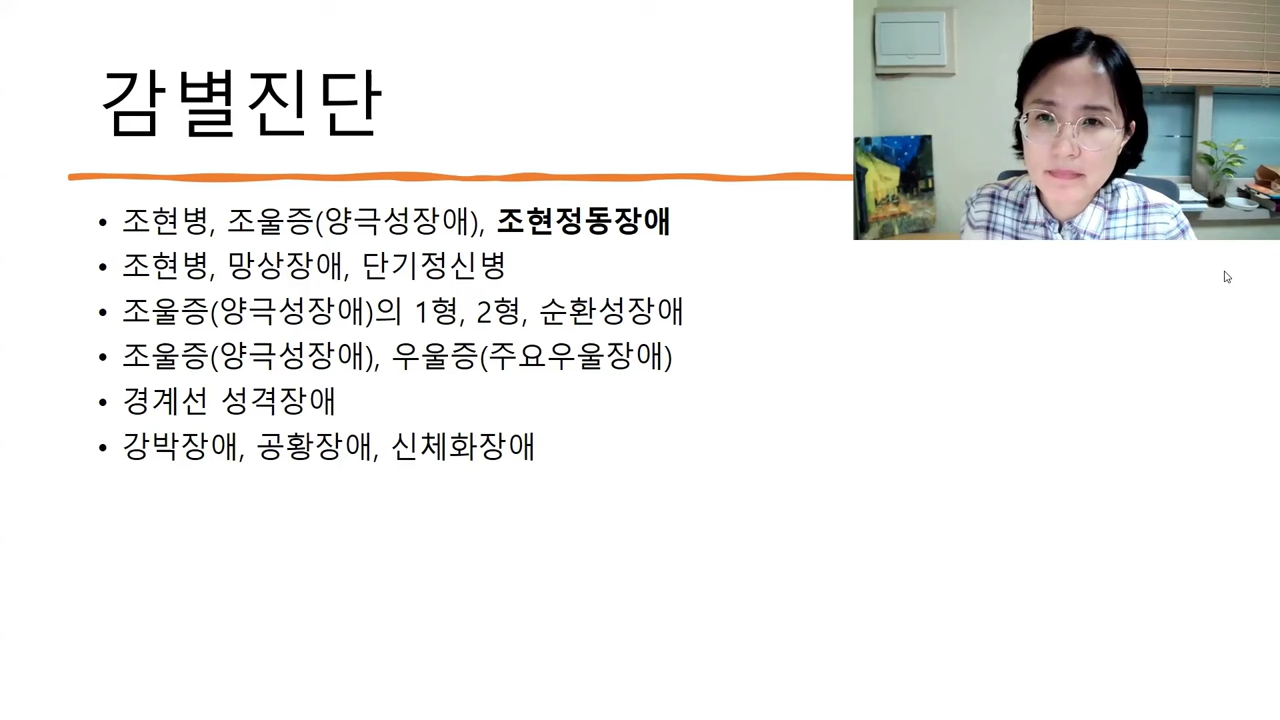 감별진단
• 조현병, 조울증(양극성장애), 조현정동장애
• 조현병, 망상장애, 단기정신병
• 조울증(양극성장애)의 1형, 2형, 순환성장애
• 조울증(양극성장애), 우울증(주요우울장애)
• 경계선 성격장애
• 강박장애, 공황장애, 신체화장애